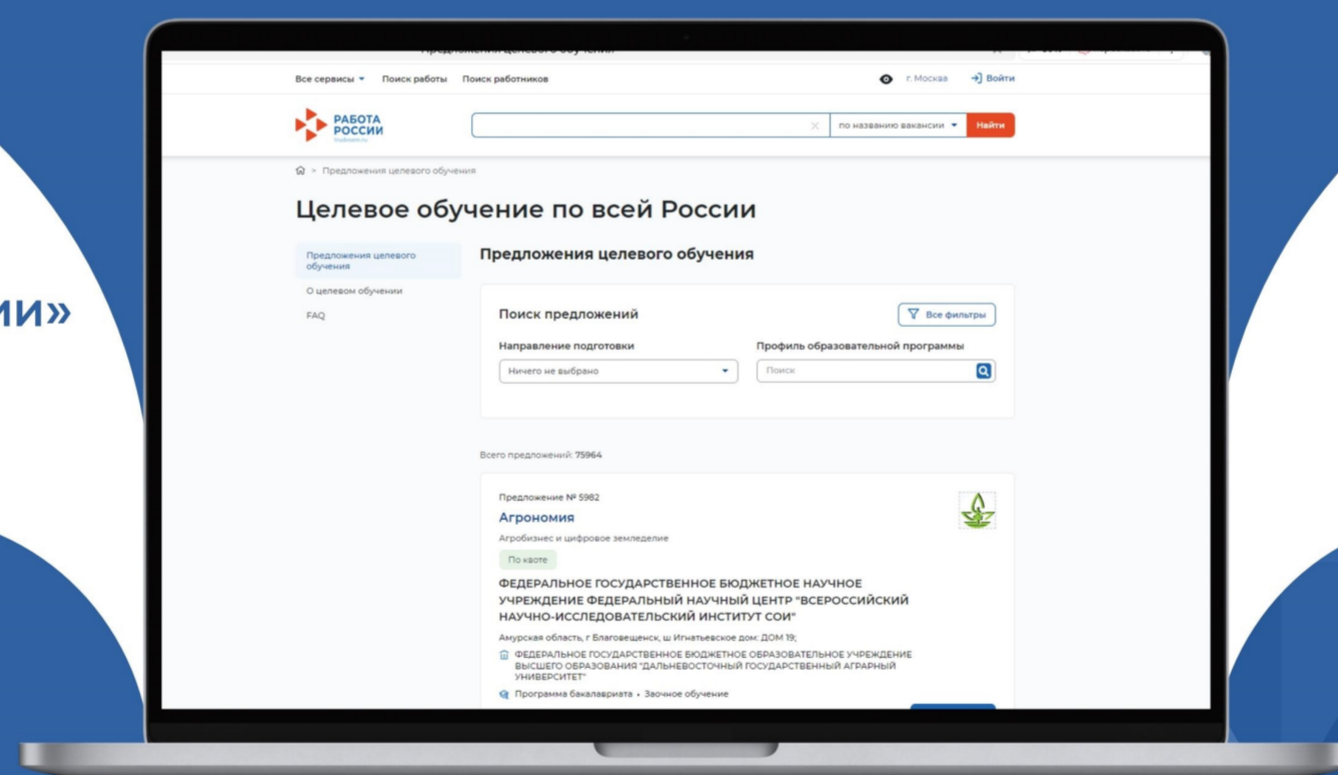 ИИ»
Все сервисы Поиск работы Поиск работников г. Москва Войти
РАБОТА РОССИИ
trudvsem.ru
по названию вакансии Найти
> Предложения целевого обучения
Целевое обучение по всей России
Предложения целевого обучения
О целевом обучении
FAQ
Предложения целевого обучения
Поиск предложений Все фильтры
Направление подготовки Профиль образовательной программы
Ничего не выбрано Поиск
Всего предложений: 75964
Предложение № 5982
Агрономия
Агробизнес и цифровое земледелие
По квоте
ФЕДЕРАЛЬНОЕ ГОСУДАРСТВЕННОЕ БЮДЖЕТНОЕ НАУЧНОЕ
УЧРЕЖДЕНИЕ ФЕДЕРАЛЬНЫЙ НАУЧНЫЙ ЦЕНТР "ВСЕРОССИЙСКИЙ
НАУЧНО-ИССЛЕДОВАТЕЛЬСКИЙ ИНСТИТУТ СОИ"
Амурская область, г Благовещенск, ш Игнатьевское дом: ДОМ 19;
ФЕДЕРАЛЬНОЕ ГОСУДАРСТВЕННОЕ БЮДЖЕТНОЕ ОБРАЗОВАТЕЛЬНОЕ УЧРЕЖДЕНИЕ
ВЫСШЕГО ОБРАЗОВАНИЯ "ДАЛЬНЕВОСТОЧНЫЙ ГОСУДАРСТВЕННЫЙ АГРАРНЫЙ
УНИВЕРСИТЕТ"
Программа бакалавриата • Заочное обучение